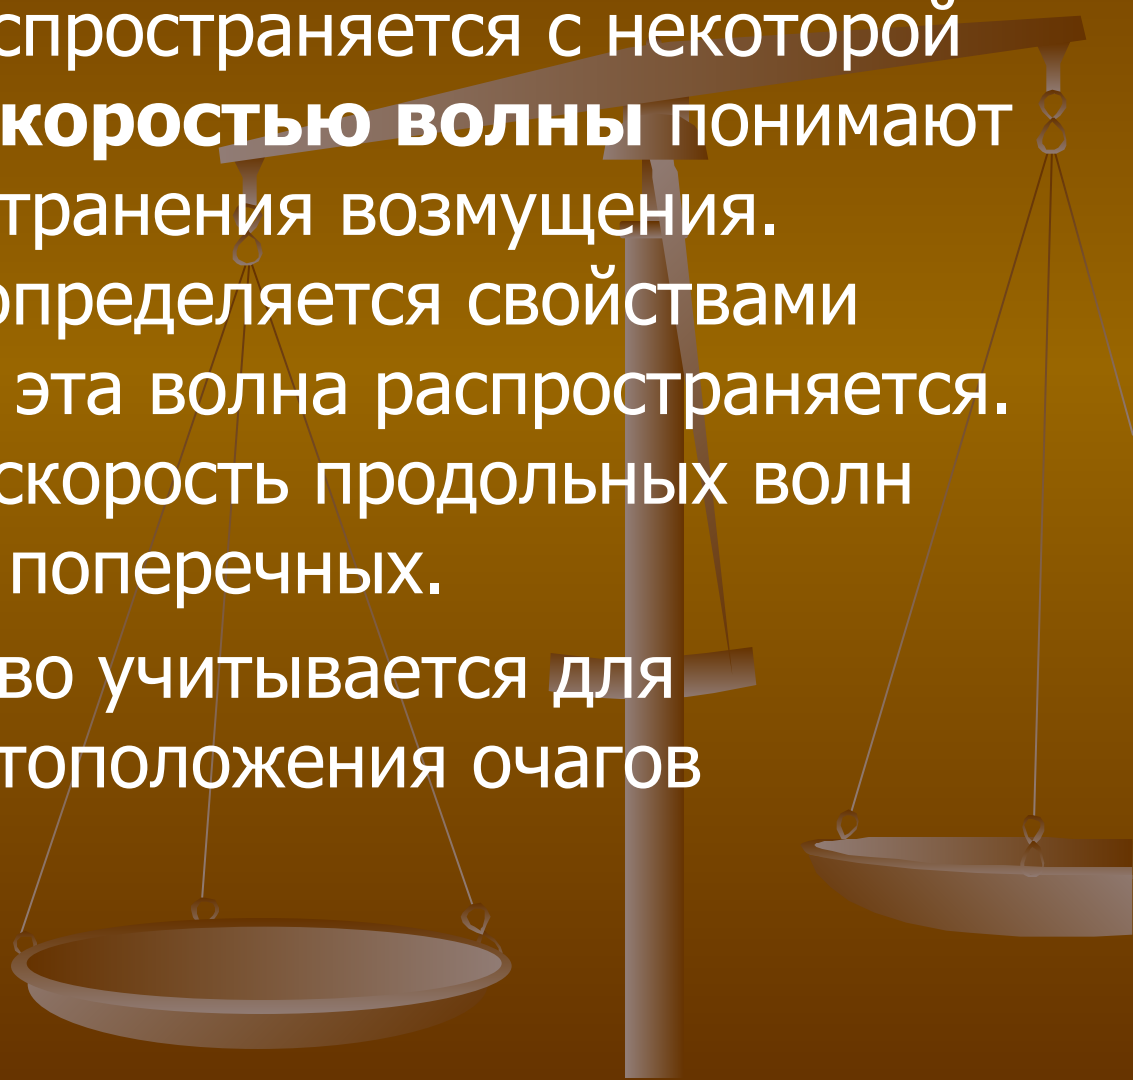 спространяется с некоторой
коростью волны понимают
транения возмущения.
определяется свойствами
эта волна распространяется.
скорость продольных волн
поперечных.
во учитывается для
тоположения очагов